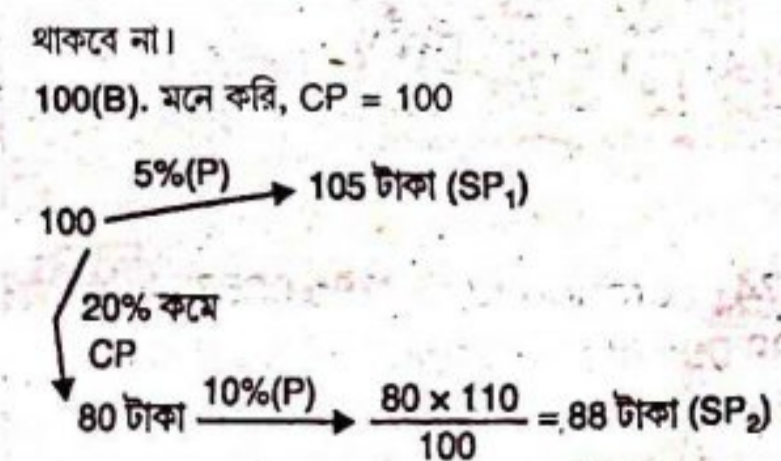 থাকবে না।
100(B). মনে করি, CP = 100
5%(P)
100 → 105 টাকা (SP₁)
20% কমে
CP
80 টাকা 10%(P) → 80 × 110 / 100 = 88 টাকা (SP₂)